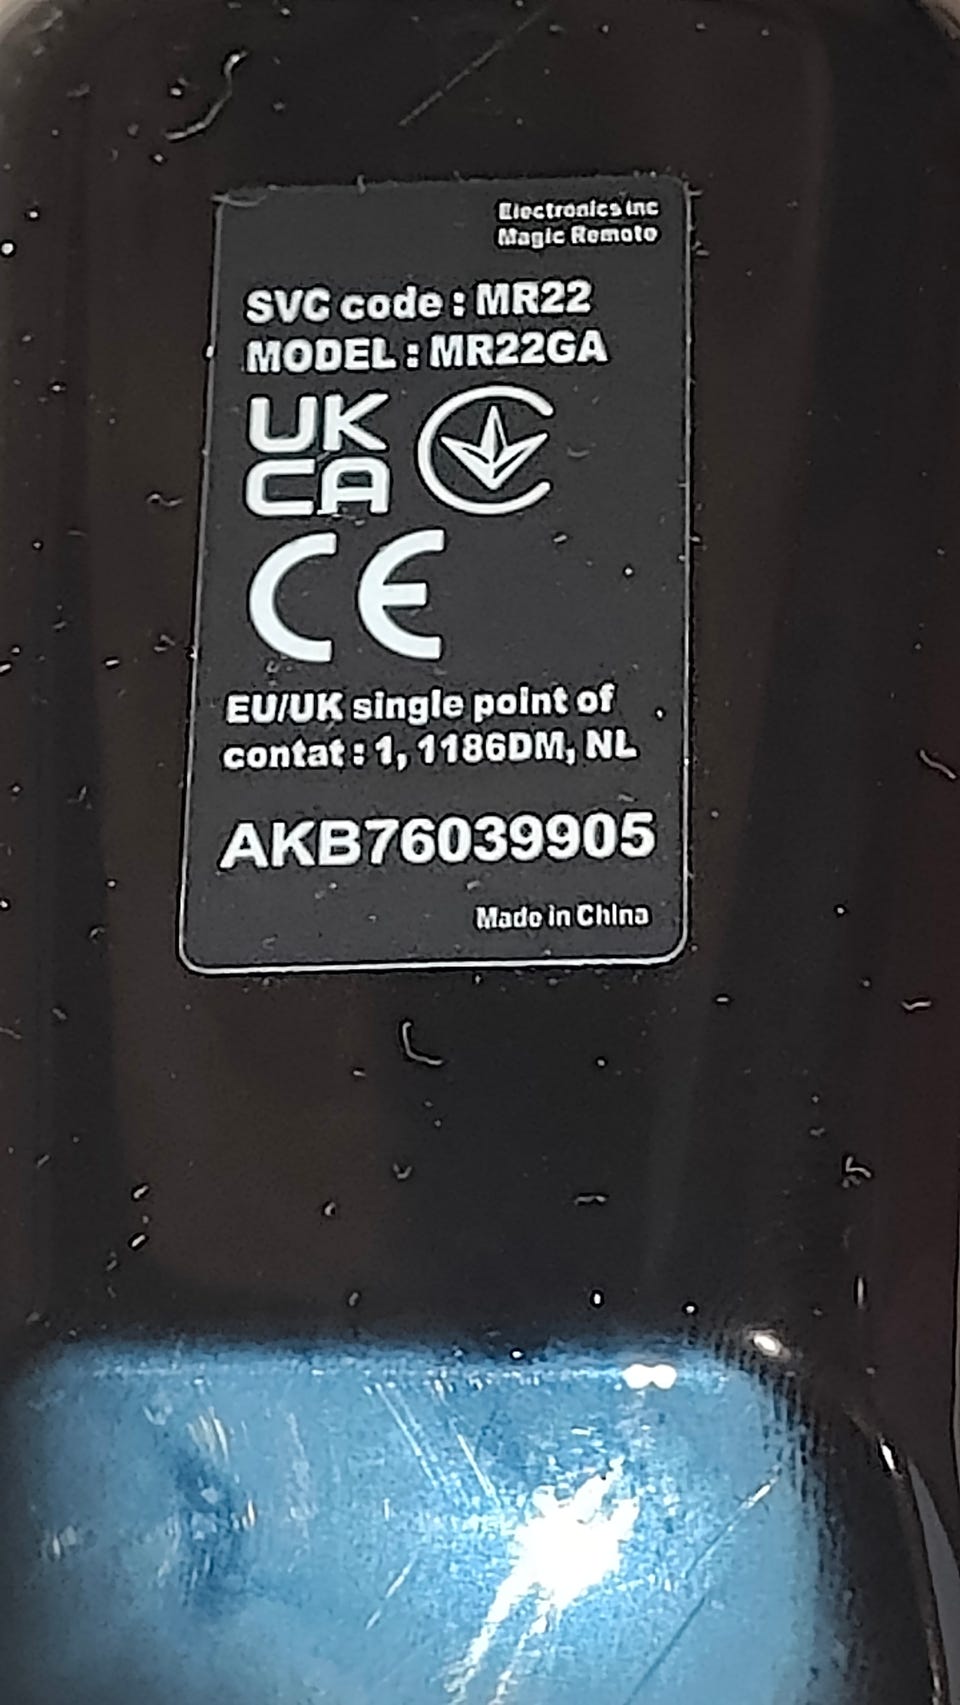 Electronics inc
Magic Remote
SVC code : MR22
MODEL : MR22GA
UK
CA
CE
EU/UK single point of
contat : 1, 1186DM, NL
AKB76039905
Made in China